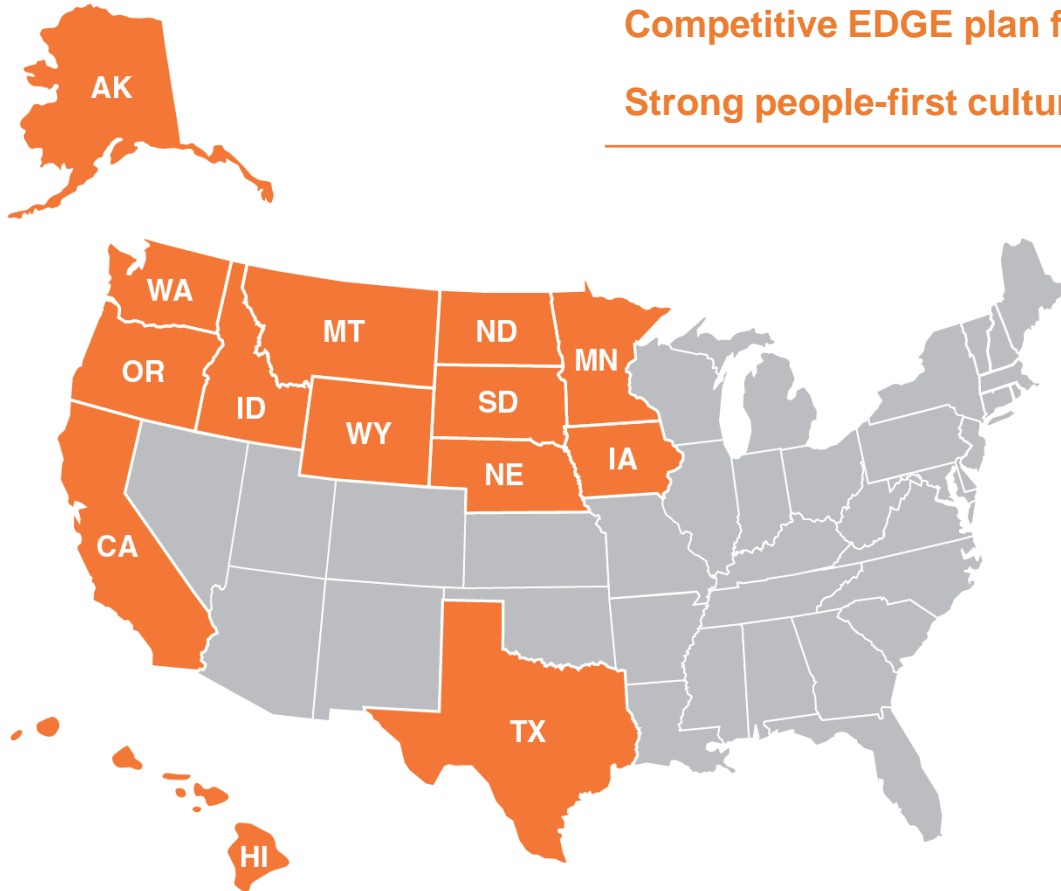 Competitive EDGE plan f
Strong people-first cultu
AK
WA
MT
ND
MN
OR
ID
SD
WY
IA
NE
CA
TX
HI